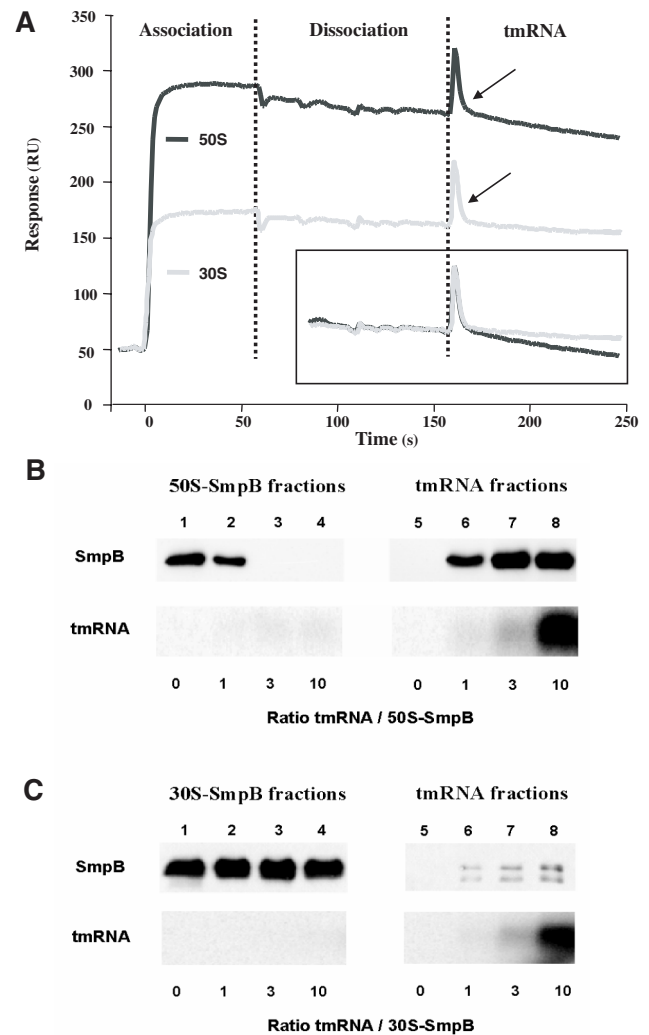 A
Association
Dissociation
tmRNA
350
300
250
200
150
100
50
0
Response (RU)
50S
30S
0
50
100
150
200
250
Time (s)
B
50S-SmpB fractions
tmRNA fractions
1 2 3 4 5 6 7 8
SmpB
tmRNA
0 1 3 10 0 1 3 10
Ratio tmRNA / 50S-SmpB
C
30S-SmpB fractions
tmRNA fractions
1 2 3 4 5 6 7 8
SmpB
tmRNA
0 1 3 10 0 1 3 10
Ratio tmRNA / 30S-SmpB